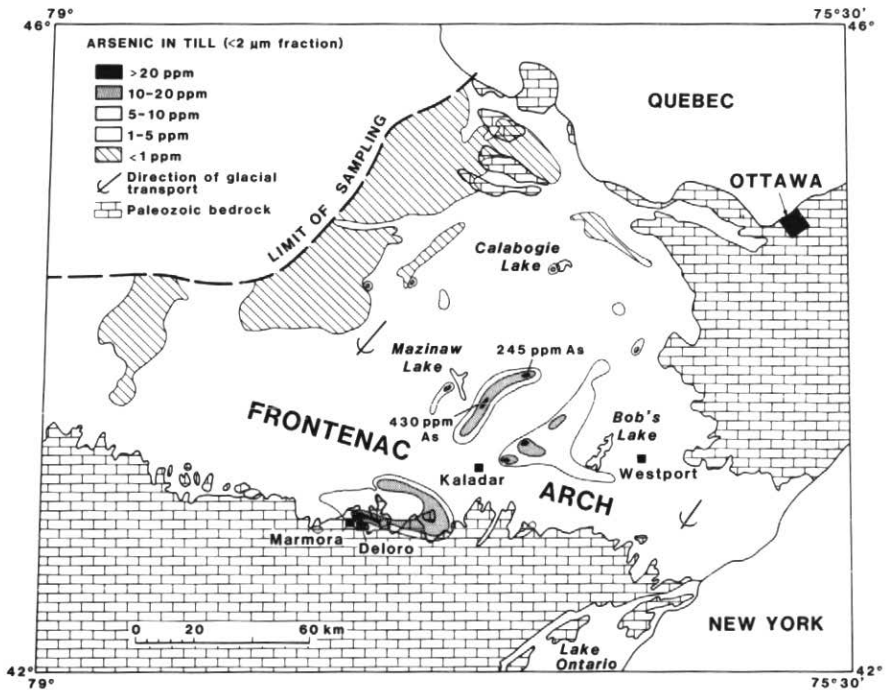 79°
75°30'
46°
46°
ARSENIC IN TILL (<2 µm fraction)
>20 ppm
10-20 ppm
5-10 ppm
1-5 ppm
<1 ppm
Direction of glacial
transport
Paleozoic bedrock
LIMIT OF SAMPLING
QUEBEC
OTTAWA
Calabogie
Lake
Mazinaw
Lake
245 ppm As
430 ppm
As
FRONTENAC
ARCH
Bob's
Lake
Westport
Kaladar
Marmora
Deloro
0 20 60 km
NEW YORK
Lake
Ontario
42°
42°
79°
75°30'